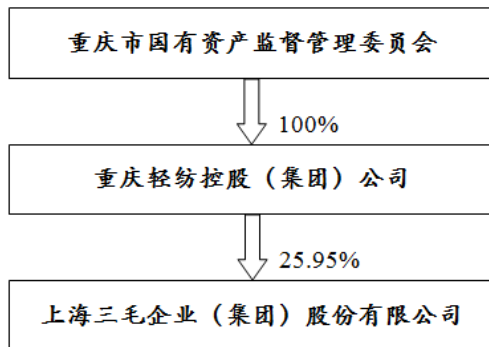 重庆市国有资产监督管理委员会
100%
重庆轻纺控股（集团）公司
25.95%
上海三毛企业（集团）股份有限公司